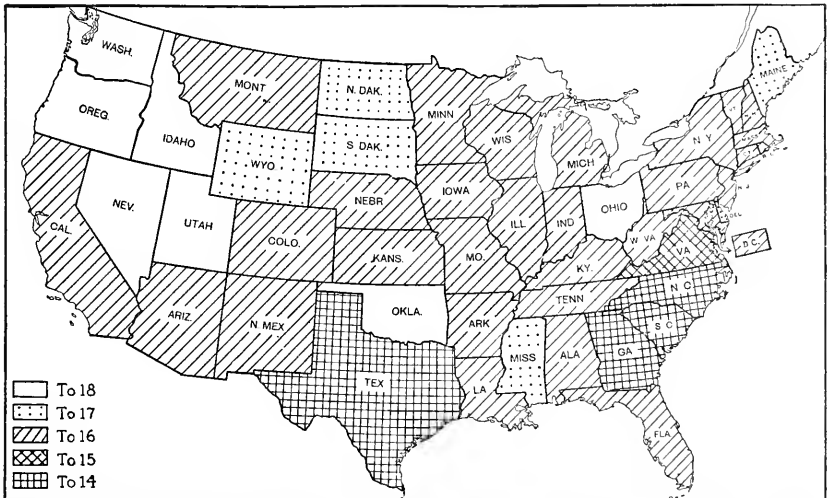 WASH.
MONT.
N. DAK.
MINN
MAINE
OREG.
IDAHO
S DAK.
WIS
MICH
N Y
VT
WYO
IOWA
PA
N.J.
NEBR
NEV.
UTAH
COLO.
ILL
IND
OHIO
DEL
CAL.
KANS.
MO.
W VA
VA
D C.
KY.
N C
TENN
ARIZ.
N. MEX
OKLA.
ARK
S C
TEX
MISS
ALA
GA
LA
FLA
To 18
To 17
To 16
To 15
To 14